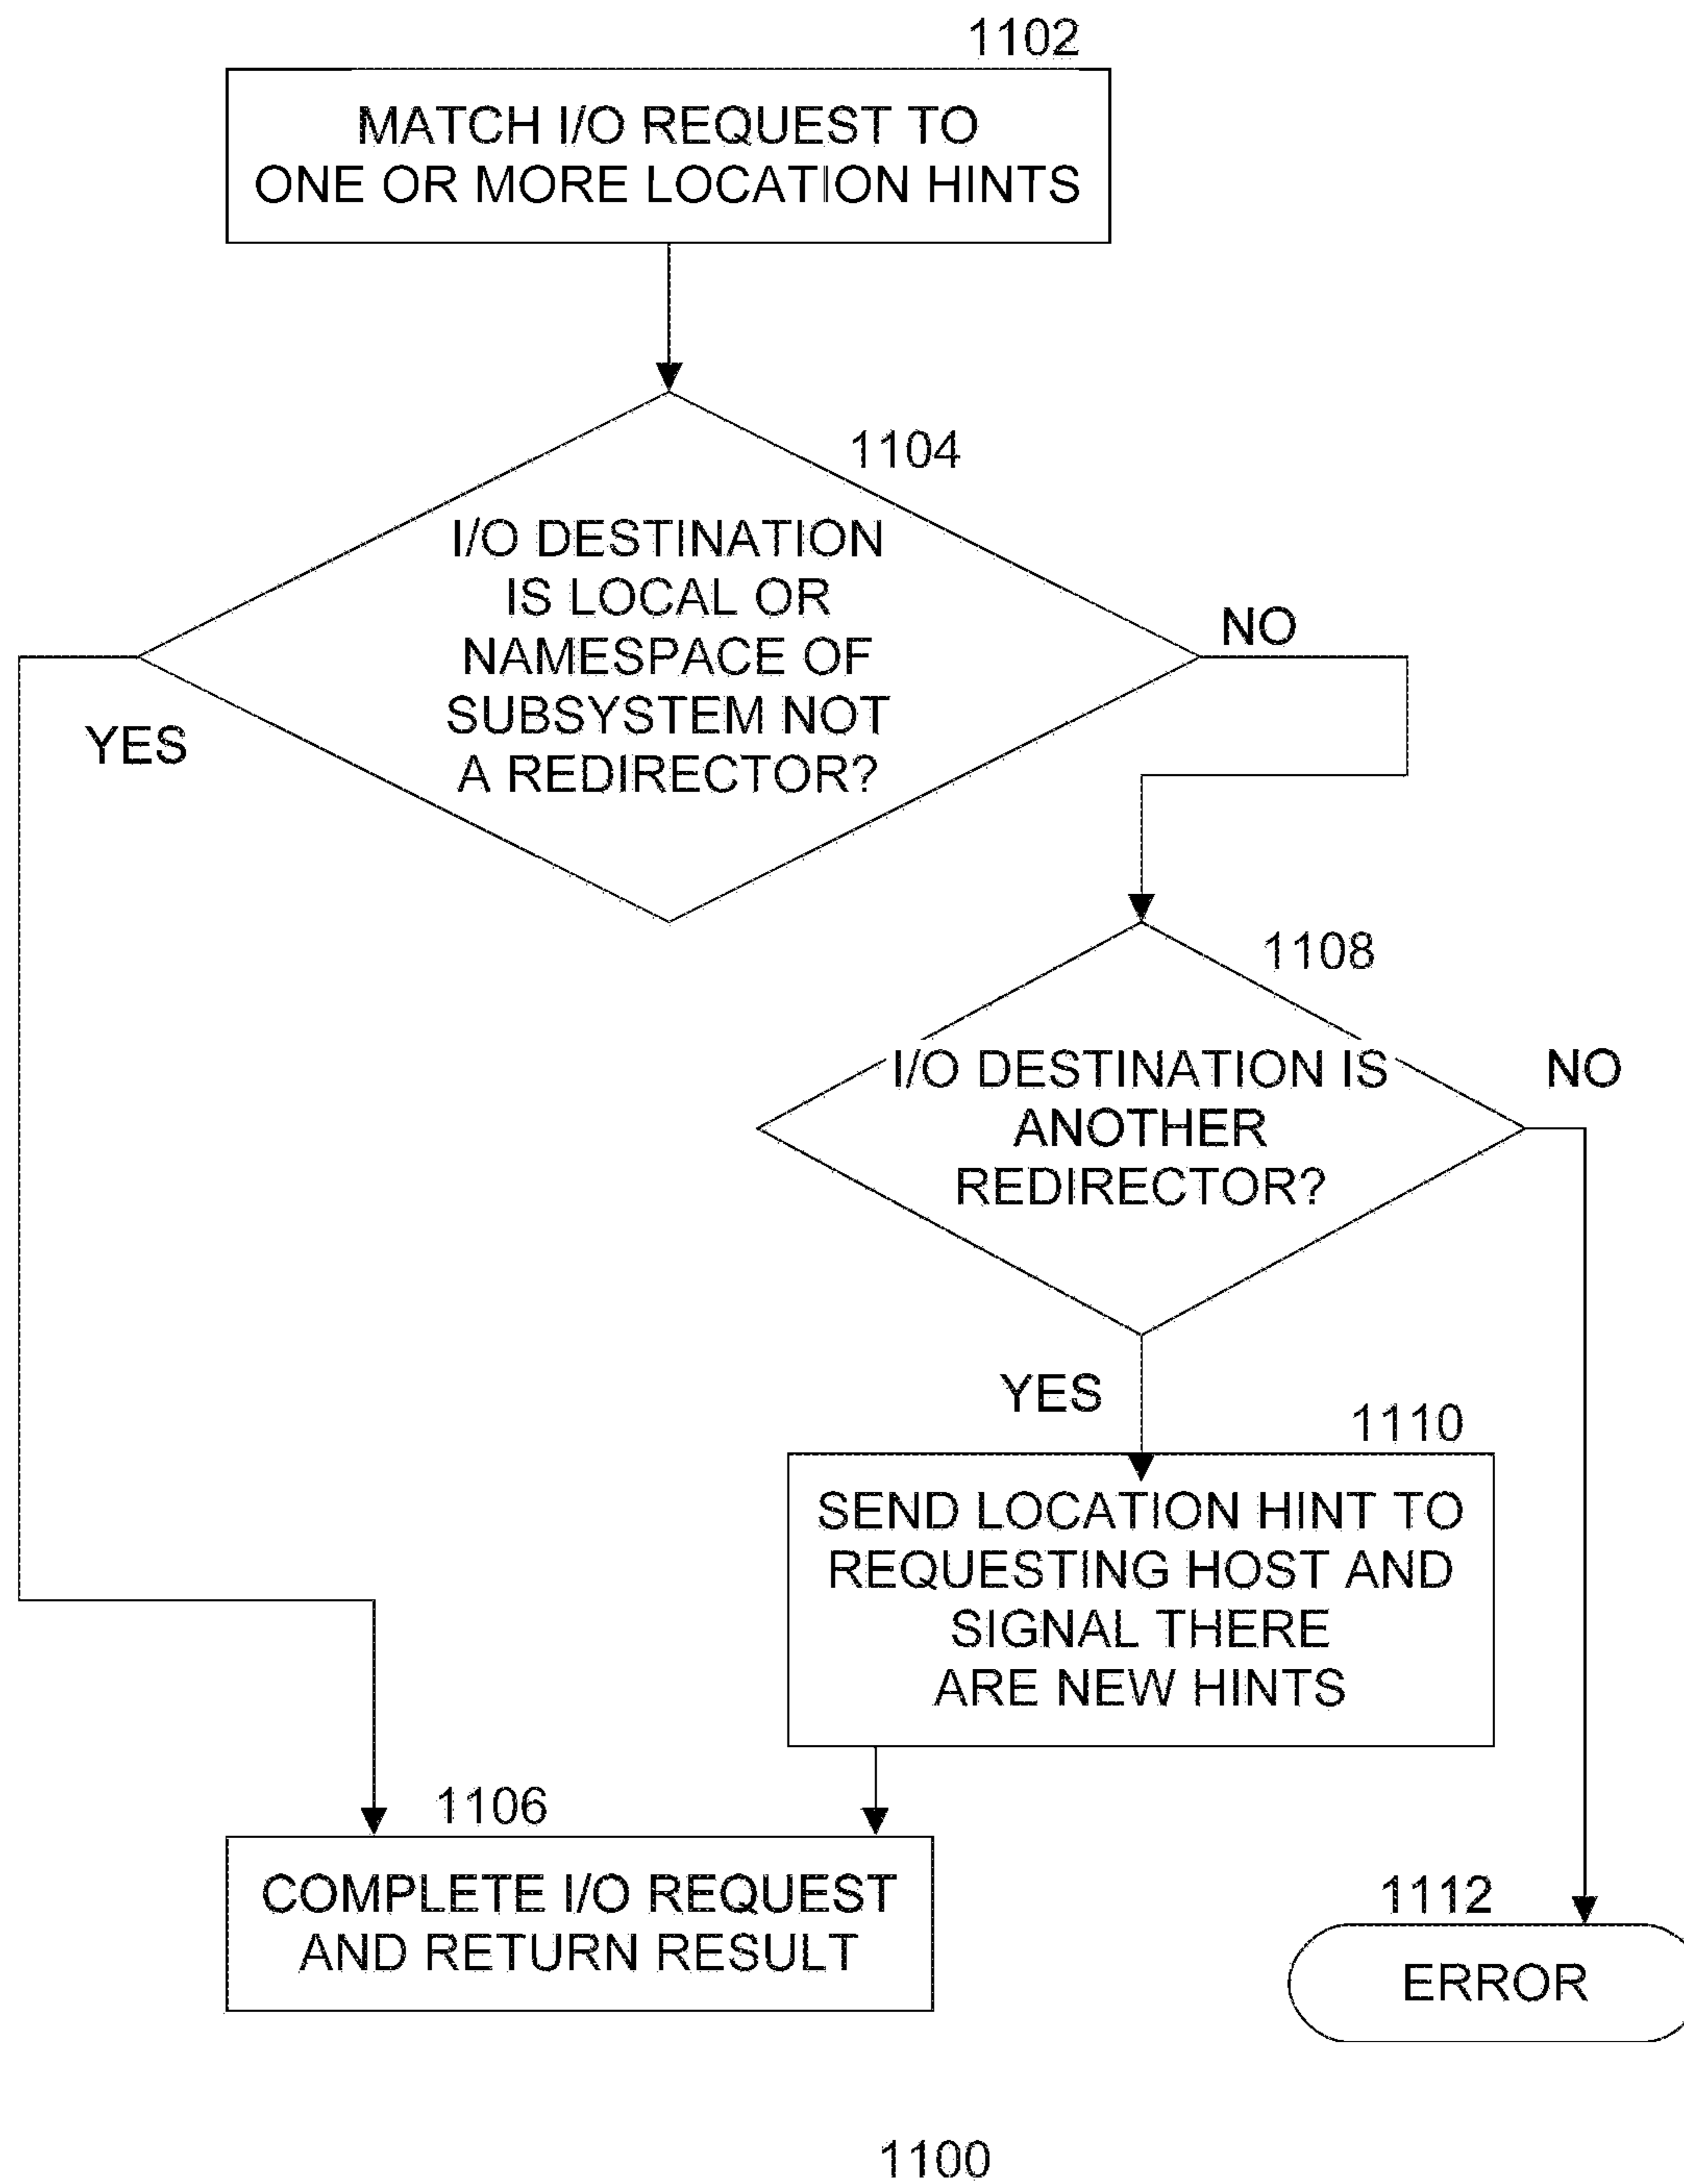 1102
MATCH I/O REQUEST TO
ONE OR MORE LOCATION HINTS
1104
I/O DESTINATION
IS LOCAL OR
NAMESPACE OF
SUBSYSTEM NOT
A REDIRECTOR?
NO
YES
1108
I/O DESTINATION IS
ANOTHER
REDIRECTOR?
NO
YES
1110
SEND LOCATION HINT TO
REQUESTING HOST AND
SIGNAL THERE
ARE NEW HINTS
1106
COMPLETE I/O REQUEST
AND RETURN RESULT
1112
ERROR
1100